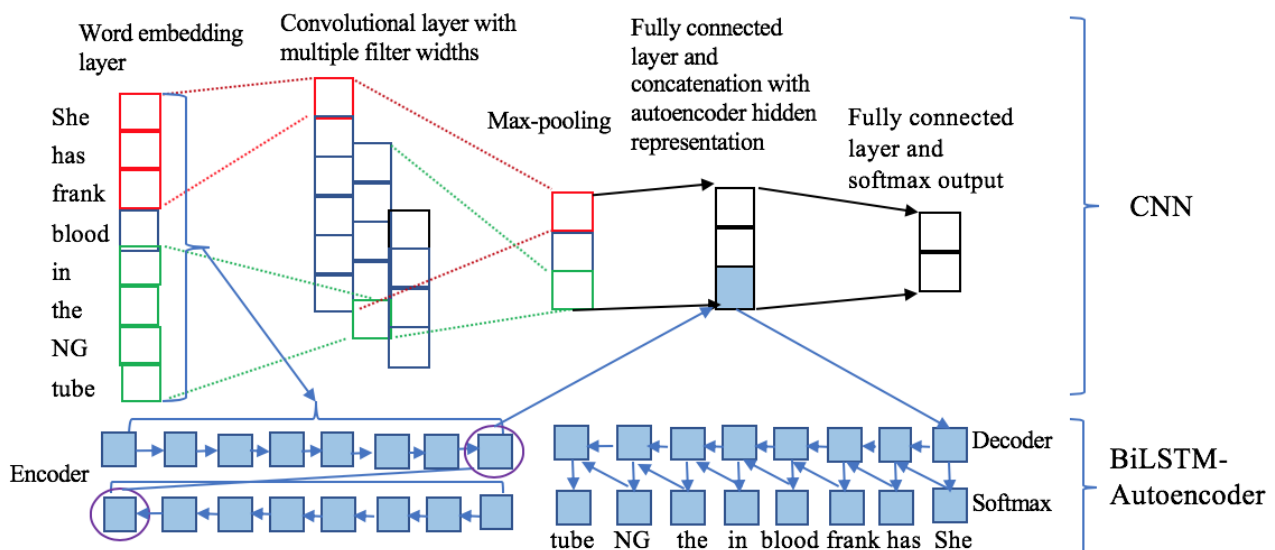 Word embedding
layer
Convolutional layer with
multiple filter widths
Max-pooling
Fully connected
layer and
concatenation with
autoencoder hidden
representation
Fully connected
layer and
softmax output
She
has
frank
blood
in
the
NG
tube
CNN
Encoder
Decoder
Softmax
tube NG the in blood frank has She
BiLSTM-
Autoencoder